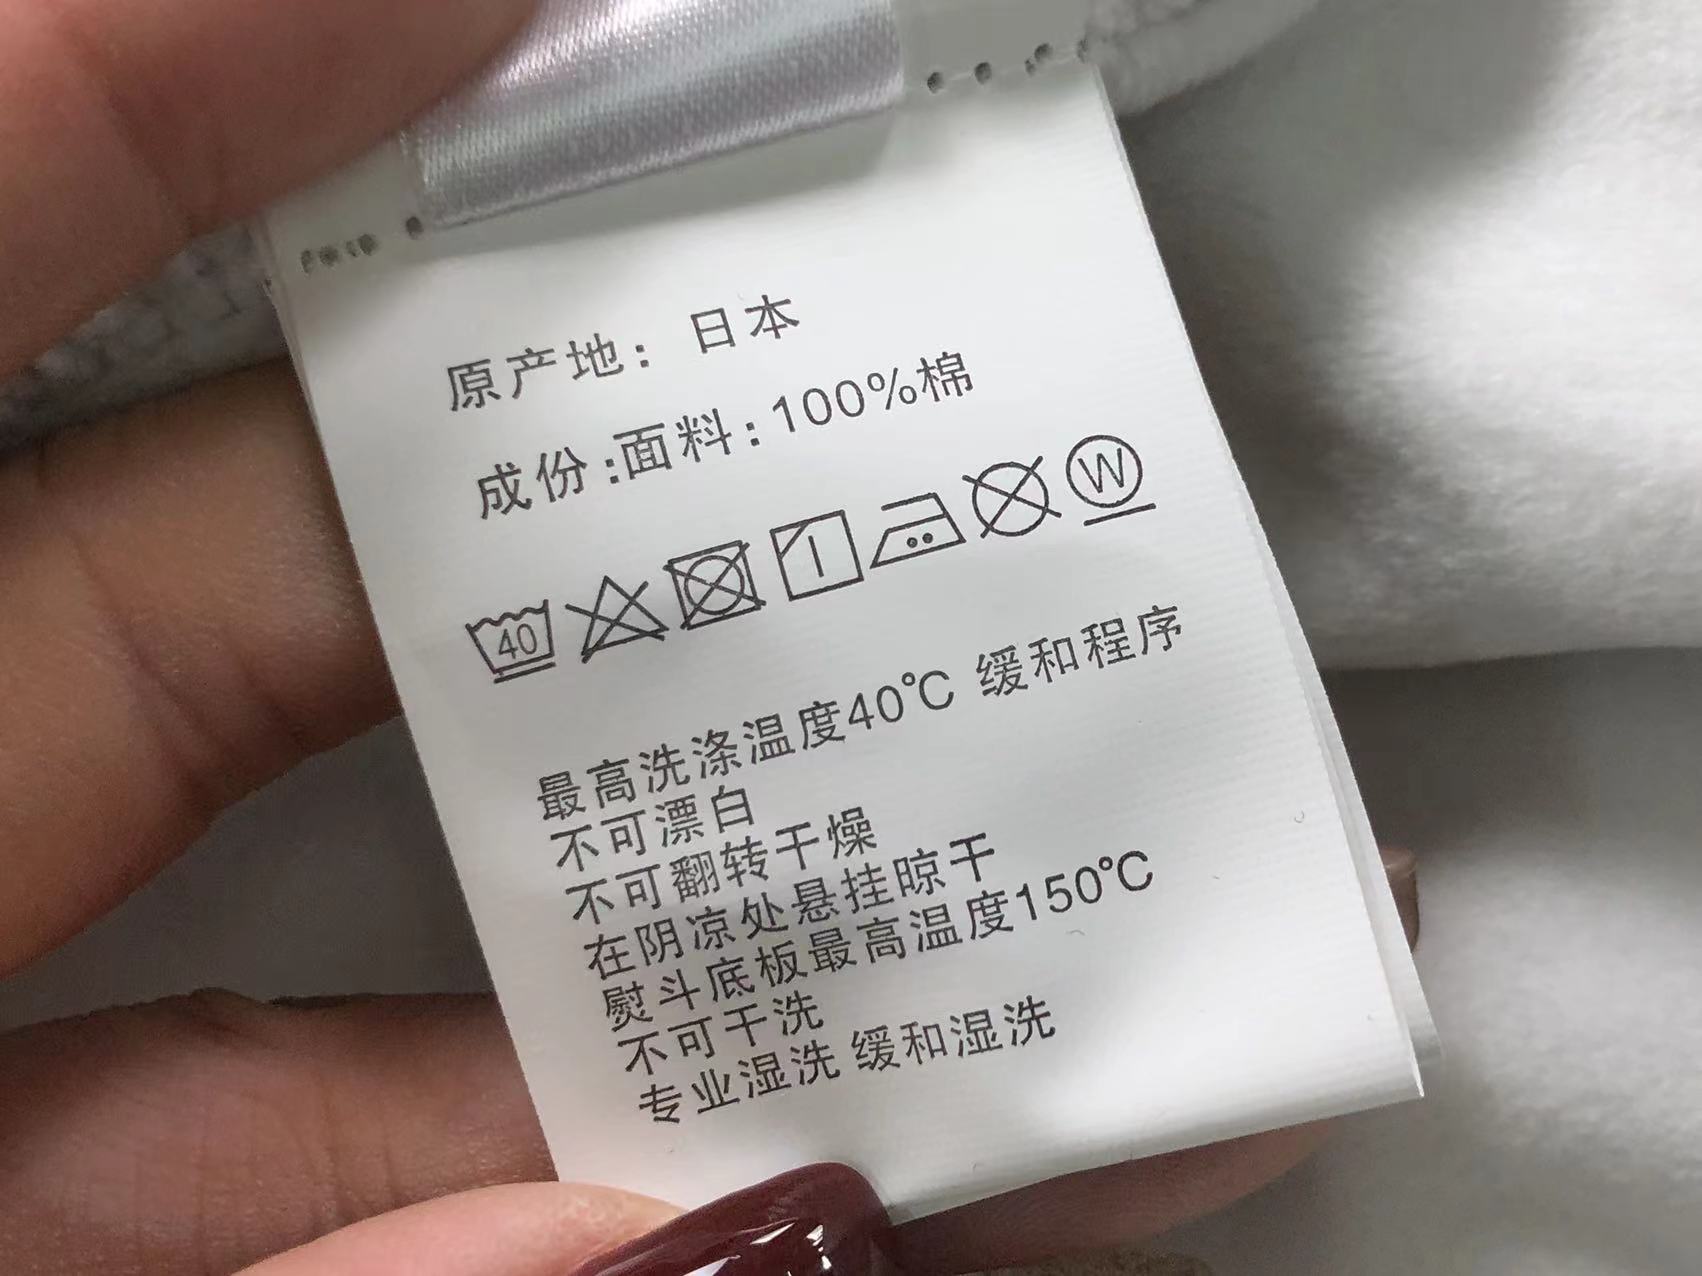 原产地：日本
成份：面料：100%棉
40 W
最高洗涤温度40℃ 缓和程序
不可漂白
不可翻转干燥
在阴凉处悬挂晾干
熨斗底板最高温度150℃
不可干洗
专业湿洗 缓和湿洗